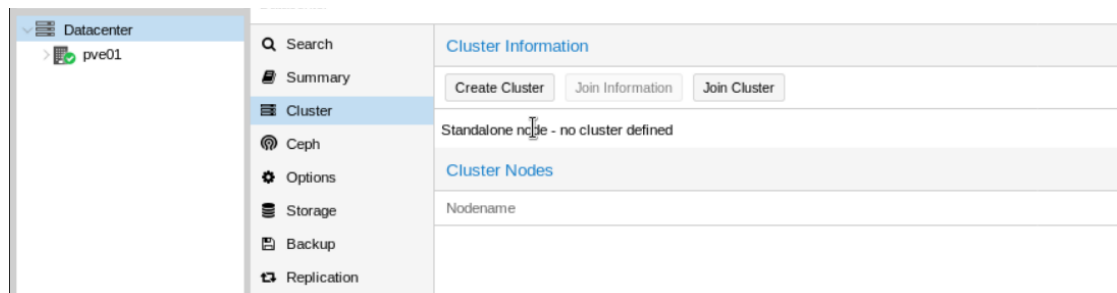 Datacenter
pve01
Search
Summary
Cluster
Ceph
Options
Storage
Backup
Replication
Cluster Information
Create Cluster
Join Information
Join Cluster
Standalone node - no cluster defined
Cluster Nodes
Nodename